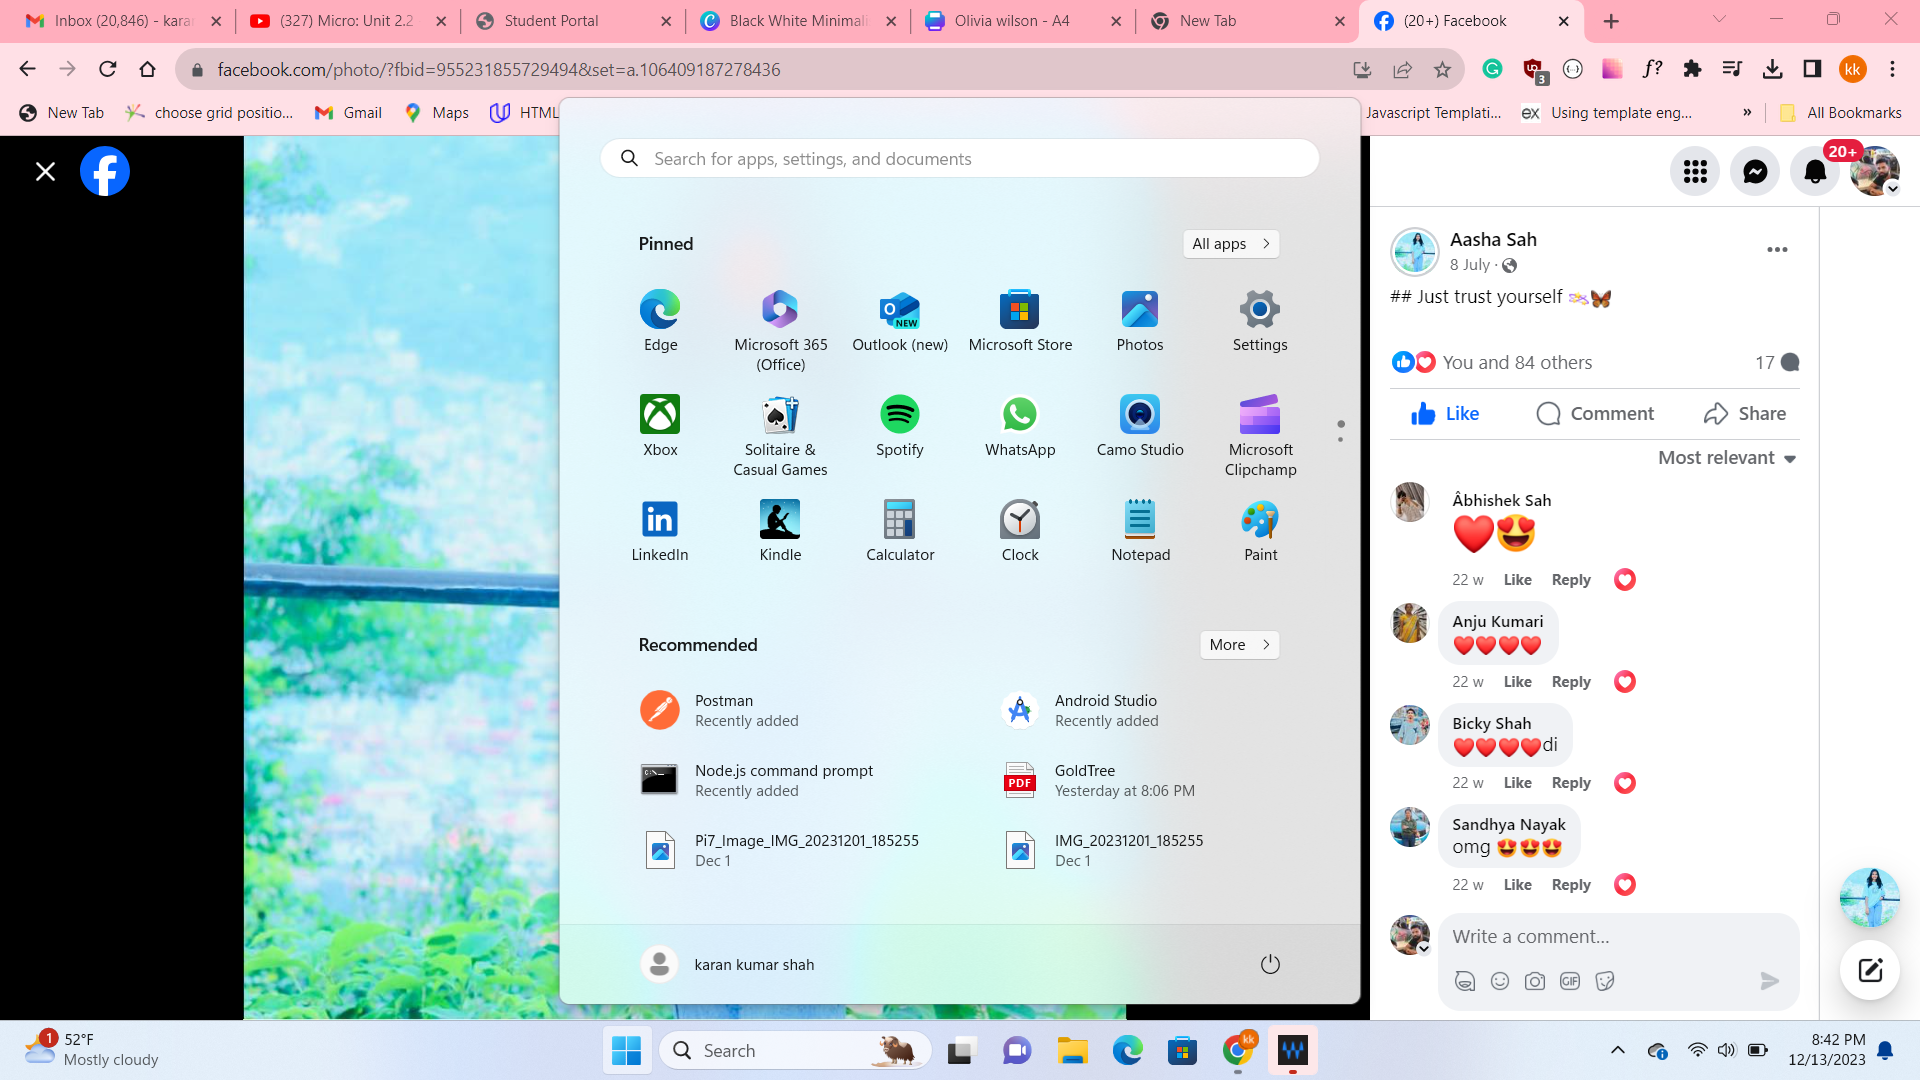 Inbox (20,846) - karan
(327) Micro: Unit 2.2
Student Portal
Black White Minimali
Olivia wilson - A4
New Tab
(20+) Facebook
facebook.com/photo/?fbid=955231855729494&set=a.106409187278436
3
f?
kk
New Tab
choose grid positio...
Gmail
Maps
HTML
Javascript Templati...
ex
Using template eng...
»
All Bookmarks
Search for apps, settings, and documents
20+
Pinned
All apps
Edge
Microsoft 365
(Office)
Outlook (new)
NEW
Microsoft Store
Photos
Settings
Xbox
Solitaire &
Casual Games
Spotify
WhatsApp
Camo Studio
Microsoft
Clipchamp
LinkedIn
Kindle
Calculator
Clock
Notepad
Paint
Recommended
More
Postman
Recently added
Android Studio
Recently added
Node.js command prompt
Recently added
PDF
GoldTree
Yesterday at 8:06 PM
Pi7_Image_IMG_20231201_185255
Dec 1
IMG_20231201_185255
Dec 1
karan kumar shah
Aasha Sah
8 July ·
## Just trust yourself 🦋
You and 84 others
17
Like
Comment
Share
Most relevant
Âbhishek Sah
❤️😍
22 w Like Reply
Anju Kumari
❤️❤️❤️❤️
22 w Like Reply
Bicky Shah
❤️❤️❤️❤️di
22 w Like Reply
Sandhya Nayak
omg 😍😍😍
22 w Like Reply
Write a comment...
GIF
1
52°F
Mostly cloudy
Search
kk
8:42 PM
12/13/2023